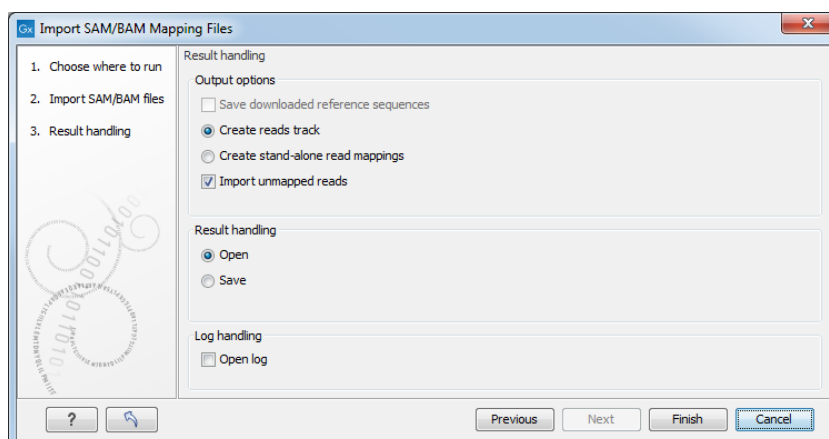 Gx Import SAM/BAM Mapping Files
1. Choose where to run
2. Import SAM/BAM files
3. Result handling
Result handling
Output options
Save downloaded reference sequences
Create reads track
Create stand-alone read mappings
Import unmapped reads
Result handling
Open
Save
Log handling
Open log
? Previous Next Finish Cancel